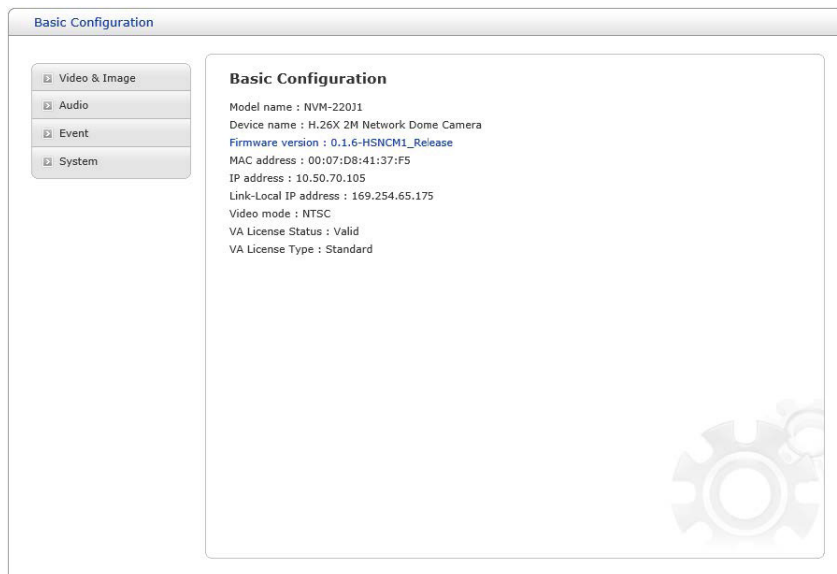 Basic Configuration
Video & Image
Audio
Event
System
Basic Configuration
Model name : NVM-220J1
Device name : H.26X 2M Network Dome Camera
Firmware version : 0.1.6-HSNCM1_Release
MAC address : 00:07:D8:41:37:F5
IP address : 10.50.70.105
Link-Local IP address : 169.254.65.175
Video mode : NTSC
VA License Status : Valid
VA License Type : Standard